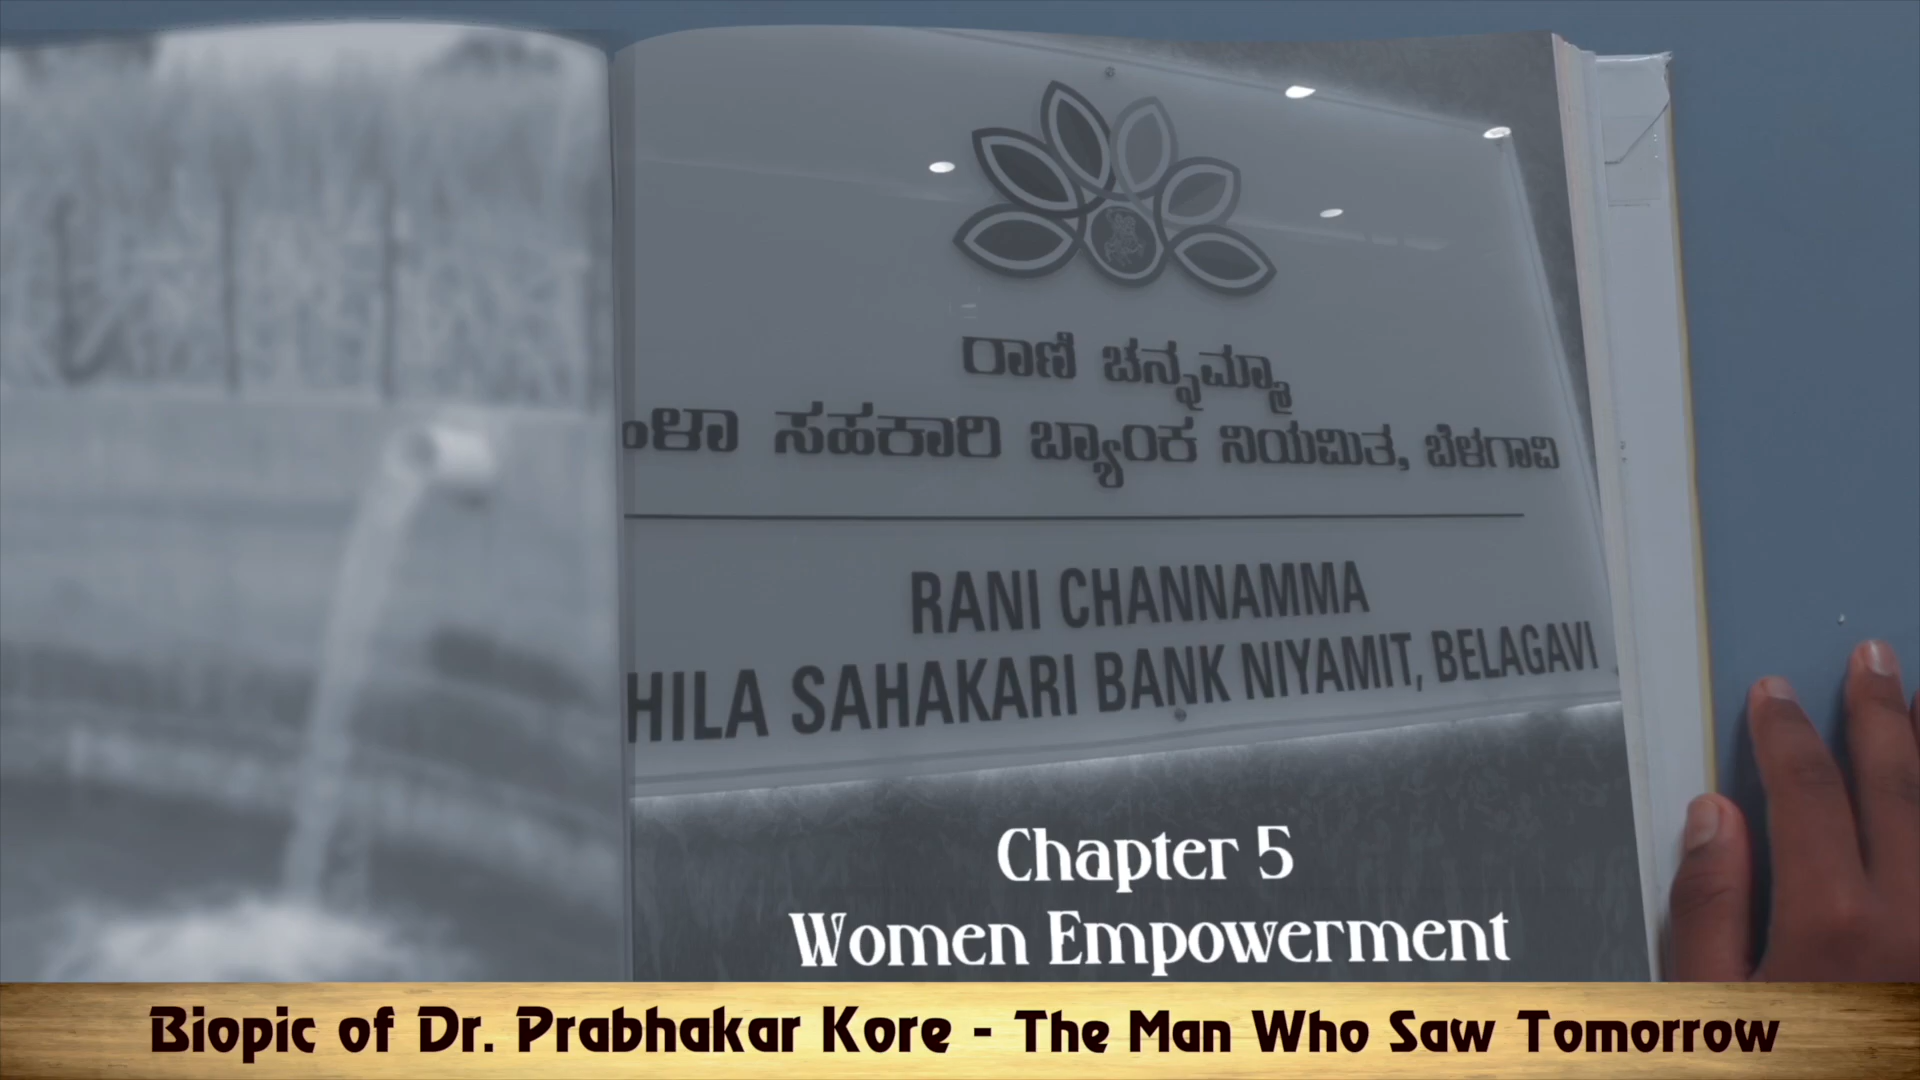 ರಾಣಿ ಚನ್ನಮ್ಮಾ
ಸಹಕಾರಿ ಬ್ಯಾಂಕ ನಿಯಮಿತ, ಬೆಳಗಾವಿ
RANI CHANNAMMA
HILA SAHAKARI BANK NIYAMIT, BELAGAVI
Chapter 5
Women Empowerment
Biopic of Dr. Prabhakar Kore - The Man Who Saw Tomorrow